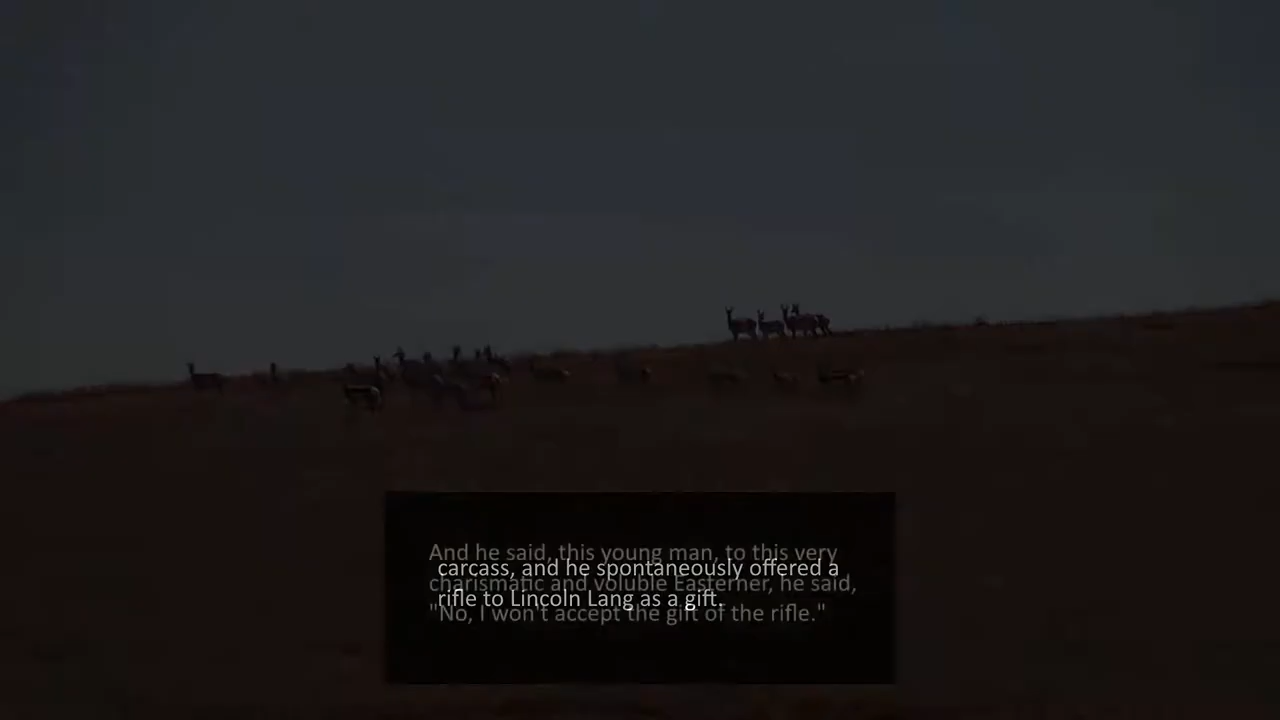 carcass, and he spontaneously offered a
rifle to Lincoln Lang as a gift.
And he said, this young man, to this very
charismatic and voluble Easterner, he said,
"No, I won't accept the gift of the rifle."